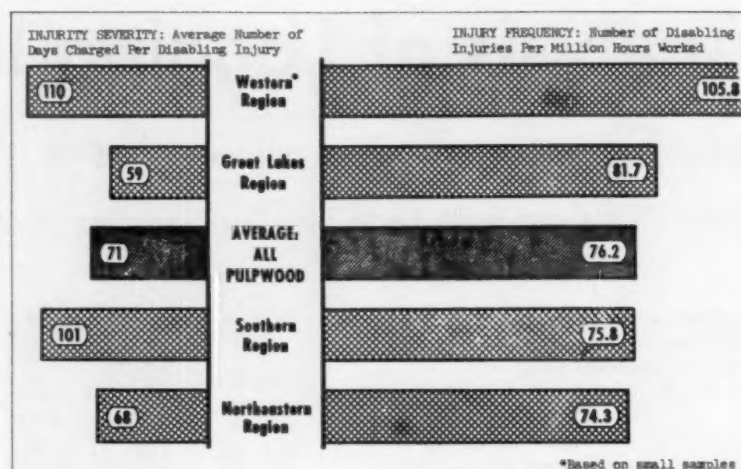 INJURITY SEVERITY: Average Number of
Days Charged Per Disabling Injury
INJURY FREQUENCY: Number of Disabling
Injuries Per Million Hours Worked
110
Western* Region
105.8
59
Great Lakes Region
81.7
71
AVERAGE: ALL PULPWOOD
76.2
101
Southern Region
75.8
68
Northeastern Region
74.3
*Based on small samples